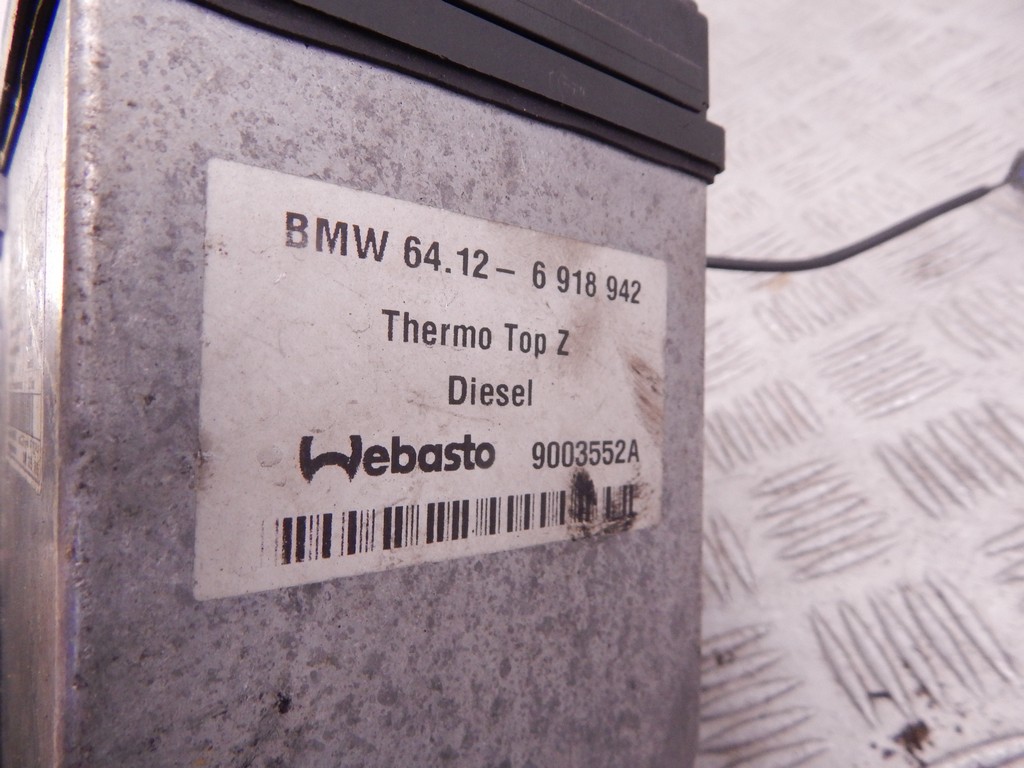 BMW 64.12 – 6 918 942
Thermo Top Z
Diesel
Webasto 9003552A